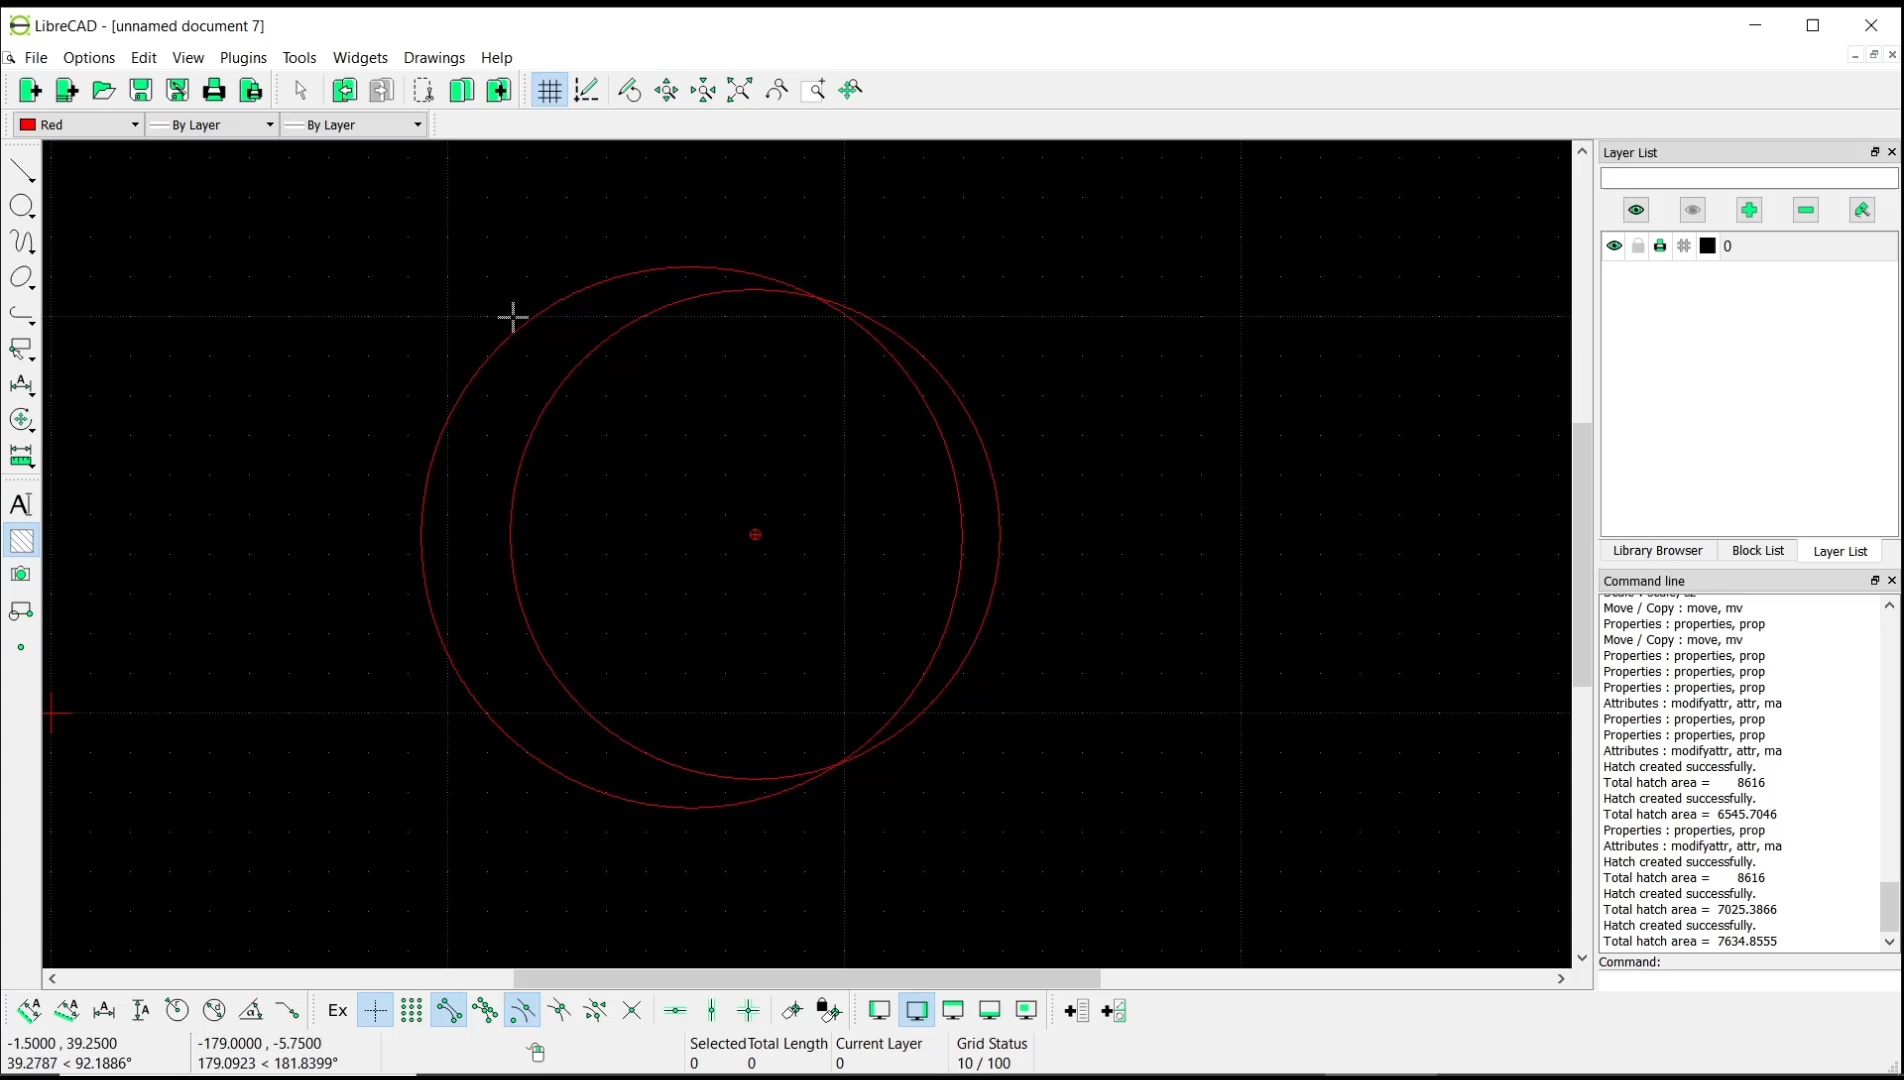 LibreCAD - [unnamed document 7]
File Options Edit View Plugins Tools Widgets Drawings Help
Red By Layer By Layer
Layer List
0
Library Browser Block List Layer List
Command line
Move / Copy : move, mv
Properties : properties, prop
Move / Copy : move, mv
Properties : properties, prop
Properties : properties, prop
Properties : properties, prop
Attributes : modifyattr, attr, ma
Properties : properties, prop
Properties : properties, prop
Attributes : modifyattr, attr, ma
Hatch created successfully.
Total hatch area = 8616
Hatch created successfully.
Total hatch area = 6545.7046
Properties : properties, prop
Attributes : modifyattr, attr, ma
Hatch created successfully.
Total hatch area = 8616
Hatch created successfully.
Total hatch area = 7025.3866
Hatch created successfully.
Total hatch area = 7634.8555
Command:
Ex
-1.5000 , 39.2500 -179.0000 , -5.7500 Selected Total Length Current Layer Grid Status
39.2787 < 92.1886° 179.0923 < 181.8399° 0 0 0 10 / 100